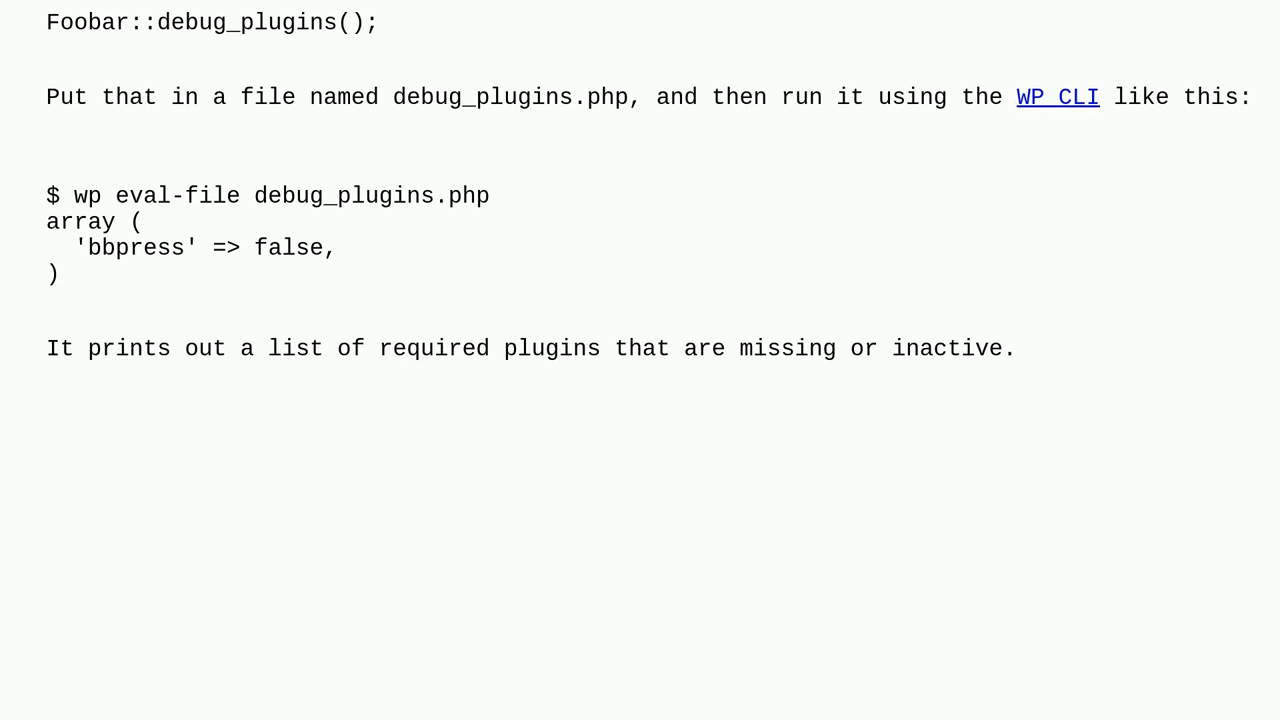 Foobar::debug_plugins();
Put that in a file named debug_plugins.php, and then run it using the WP CLI like this:
$ wp eval-file debug_plugins.php
array (
  'bbpress' => false,
)
It prints out a list of required plugins that are missing or inactive.